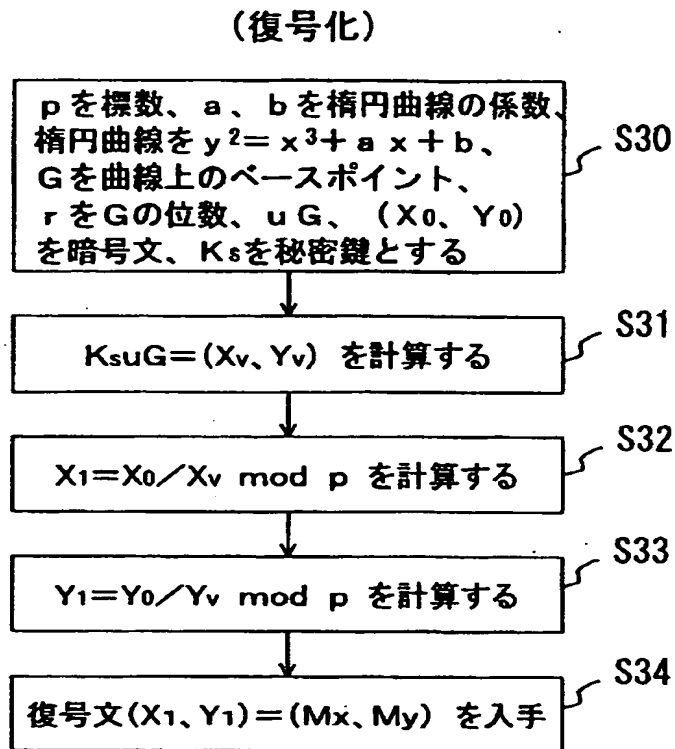 (復号化)
pを標数、a、bを楕円曲線の係数、
楕円曲線をy²=x³+ax+b、
Gを曲線上のベースポイント、
rをGの位数、uG、(X₀、Y₀)
を暗号文、Ksを秘密鍵とする
S30
KsuG=(Xv、Yv)を計算する
S31
X₁=X₀/Xv mod p を計算する
S32
Y₁=Y₀/Yv mod p を計算する
S33
復号文(X₁、Y₁)=(Mx、My)を入手
S34